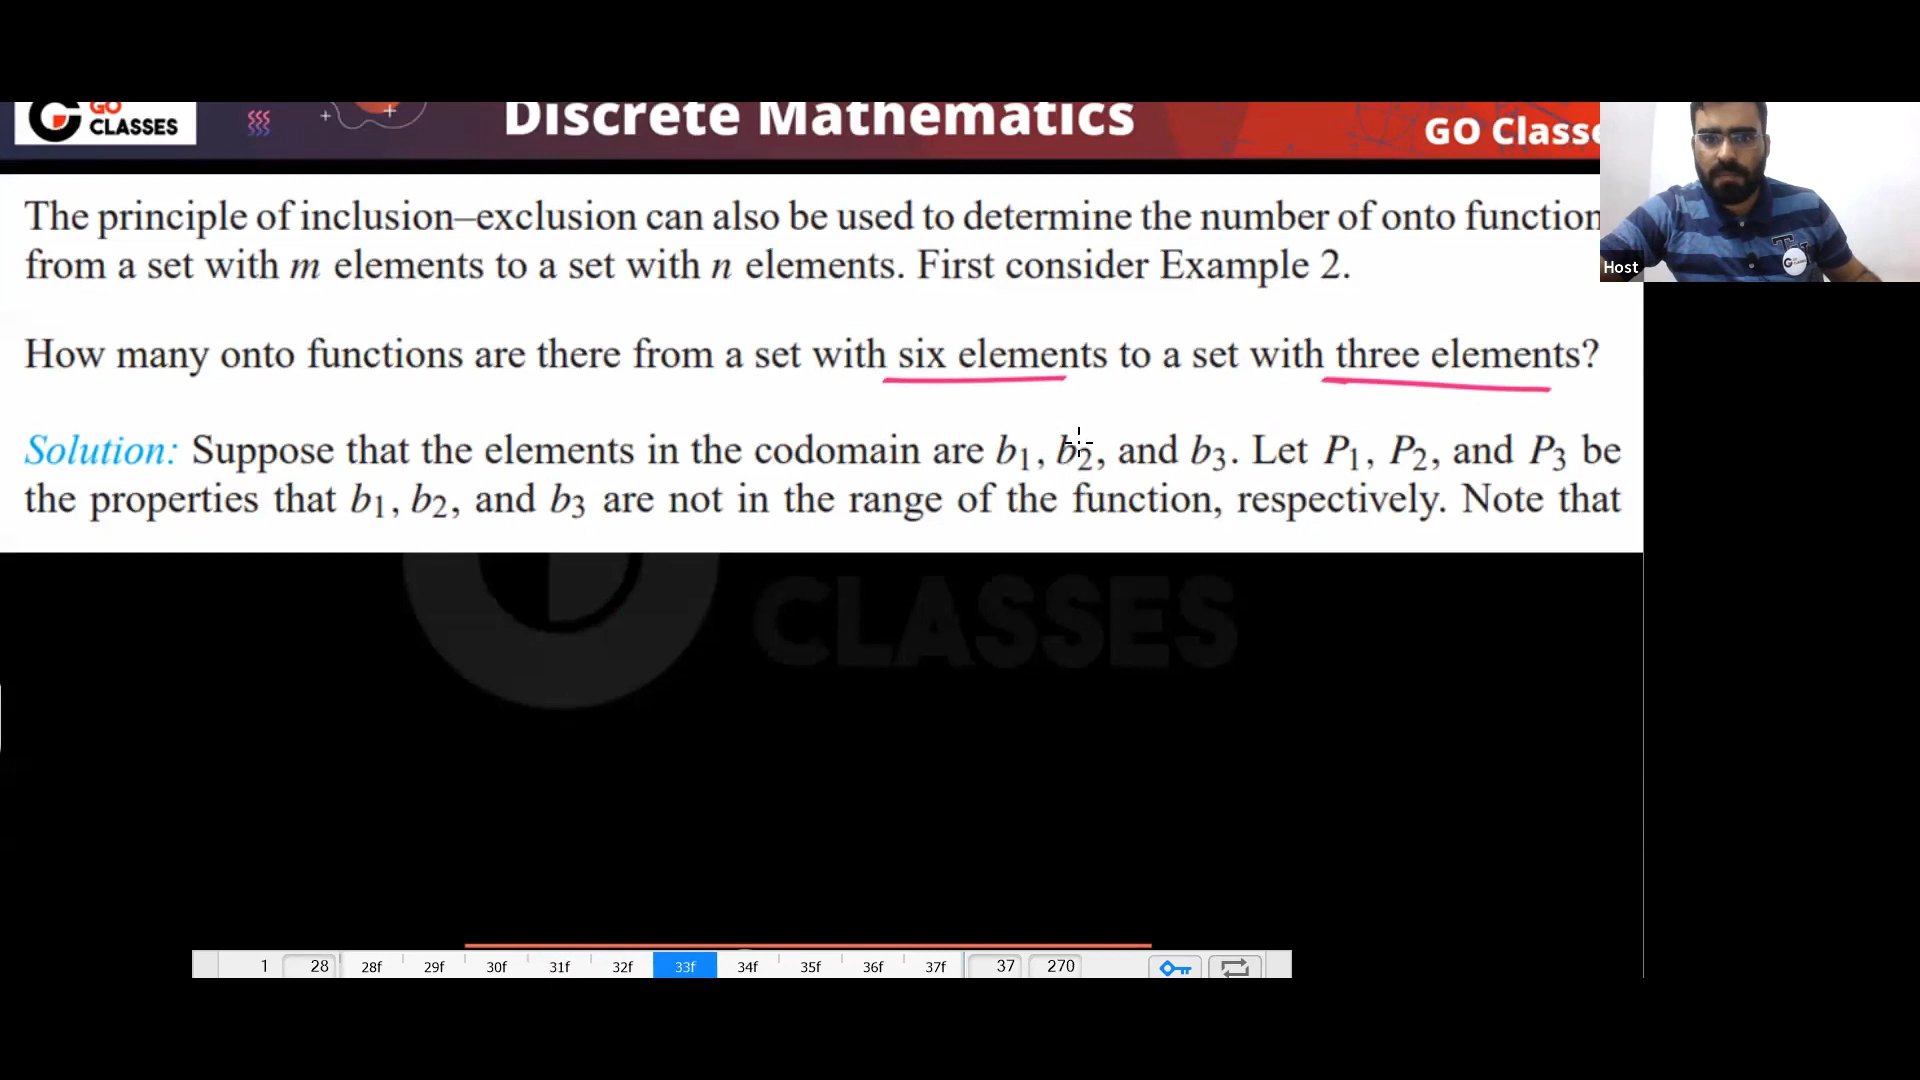 GO
CLASSES
Discrete Mathematics
GO Classe
Host
The principle of inclusion–exclusion can also be used to determine the number of onto function
from a set with m elements to a set with n elements. First consider Example 2.
How many onto functions are there from a set with six elements to a set with three elements?
Solution: Suppose that the elements in the codomain are b1, b2, and b3. Let P1, P2, and P3 be
the properties that b1, b2, and b3 are not in the range of the function, respectively. Note that
CLASSES
1 28 28f 29f 30f 31f 32f 33f 34f 35f 36f 37f 37 270